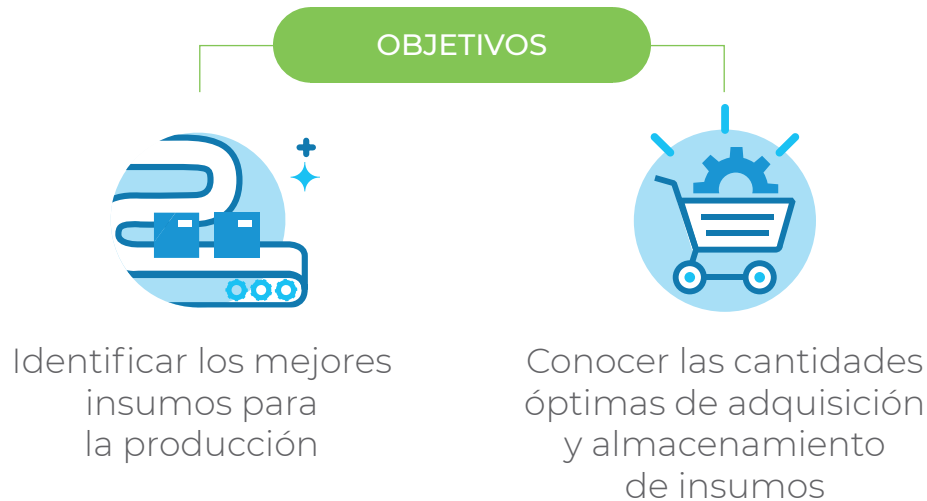 OBJETIVOS
Identificar los mejores
insumos para
la producción
Conocer las cantidades
óptimas de adquisición
y almacenamiento
de insumos